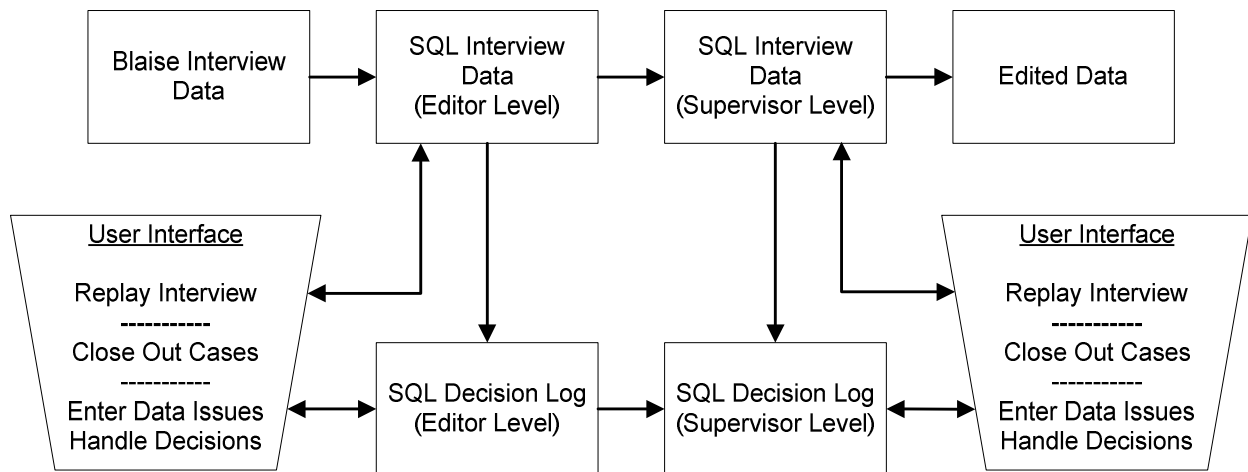 Blaise Interview
Data
SQL Interview
Data
(Editor Level)
SQL Interview
Data
(Supervisor Level)
Edited Data
User Interface
Replay Interview
-----------
Close Out Cases
-----------
Enter Data Issues
Handle Decisions
SQL Decision Log
(Editor Level)
SQL Decision Log
(Supervisor Level)
User Interface
Replay Interview
-----------
Close Out Cases
-----------
Enter Data Issues
Handle Decisions